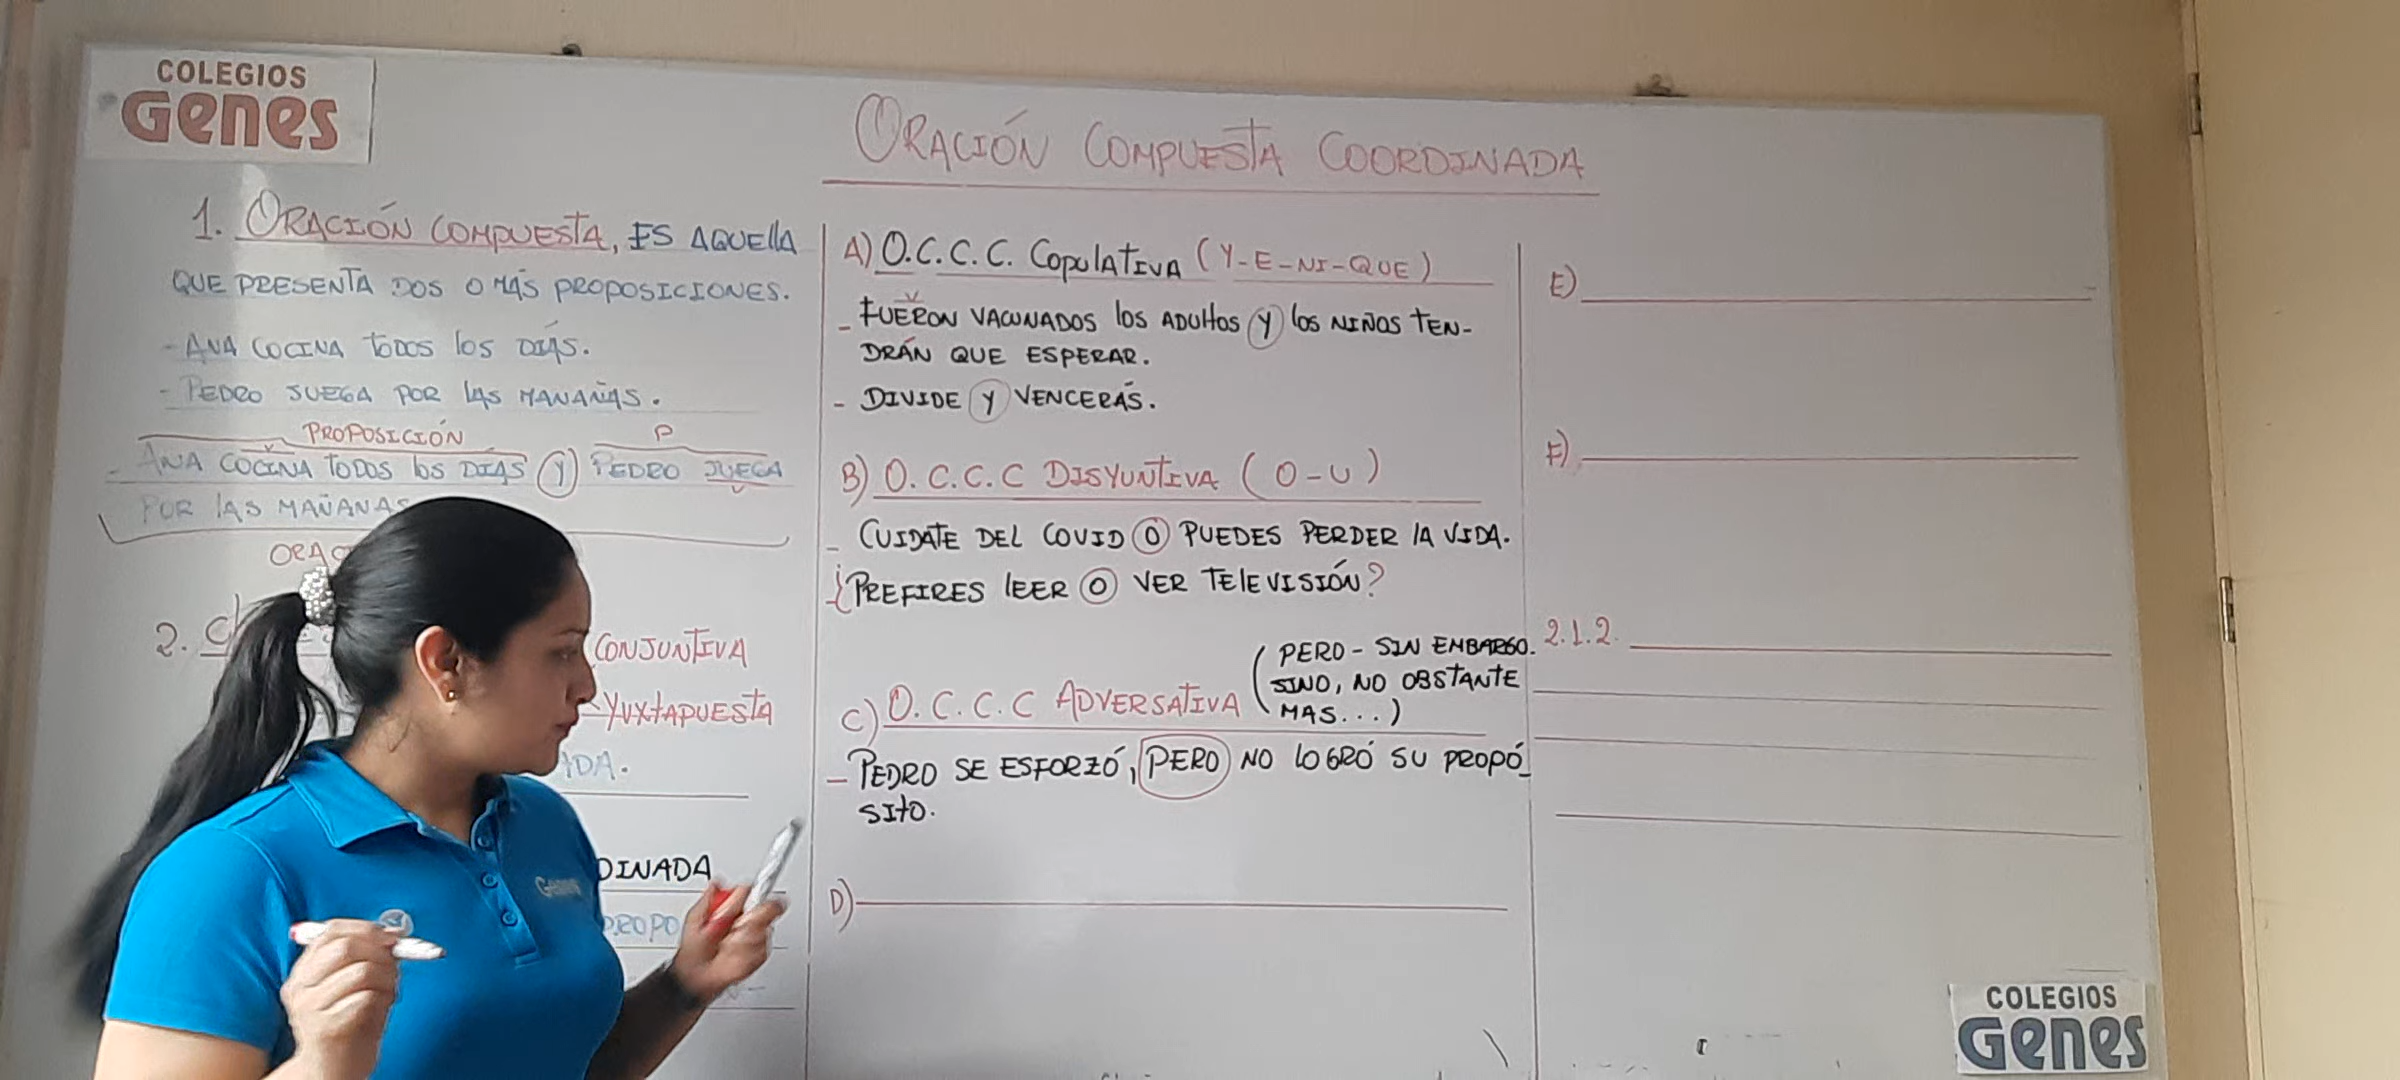 COLEGIOS
Genes
ORACIÓN COMPUESTA COORDINADA
1. ORACIÓN COMPUESTA, ES AQUELLA
QUE PRESENTA DOS O MÁS PROPOSICIONES.
- ANA COCINA TODOS LOS DÍAS.
- PEDRO JUEGA POR LAS MAÑANAS.
PROPOSICIÓN P
- ANA COCINA TODOS LOS DÍAS Y PEDRO JUEGA
POR LAS MAÑANAS
2.
CONJUNTIVA
YUXTAPUESTA
A) O.C.C.C. COPULATIVA (Y-E-NI-QUE)
- FUERON VACUNADOS LOS ADULTOS Y LOS NIÑOS TEN-
DRÁN QUE ESPERAR.
- DIVIDE Y VENCERÁS.
B) O.C.C.C DISYUNTIVA (O-U)
- CUIDATE DEL COVID O PUEDES PERDER LA VIDA.
- ¿PREFIRES LEER O VER TELEVISIÓN?
C) O.C.C.C ADVERSATIVA (PERO - SIN EMBARGO.
SINO, NO OBSTANTE
MAS...)
- PEDRO SE ESFORZÓ, PERO NO LOGRÓ SU PROPÓ-
SITO.
D)
E)
F)
2.1.2.
Genes
COLEGIOS
Genes